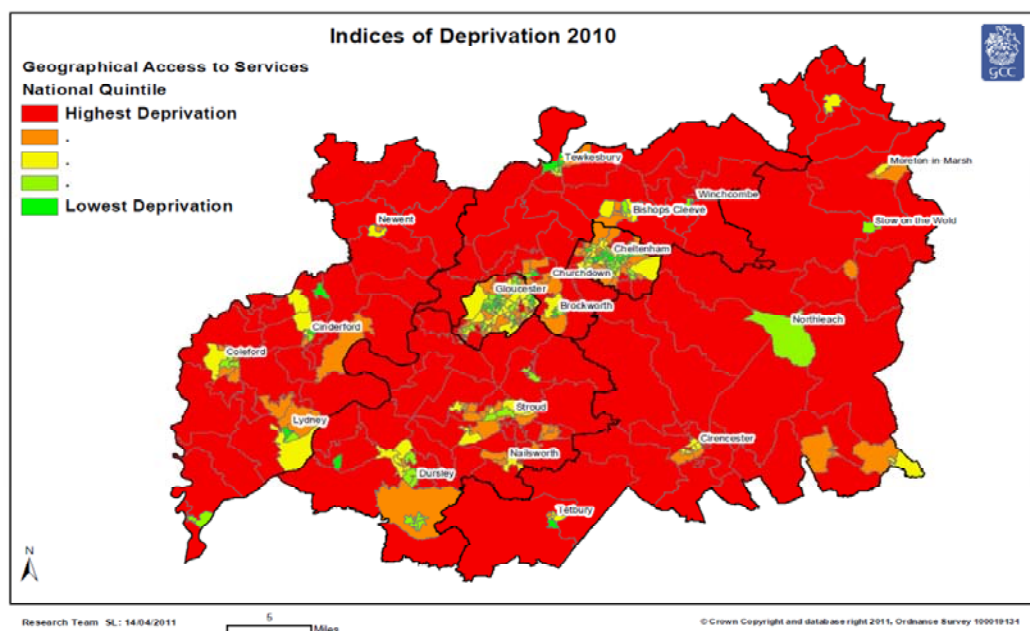 Indices of Deprivation 2010
GCC
Geographical Access to Services
National Quintile
Highest Deprivation
.
.
.
Lowest Deprivation
Tewkesbury
Moreton-in-Marsh
Winchcombe
Bishops Cleeve
Newent
Stow on the Wold
Cheltenham
Churchdown
Gloucester
Brockworth
Northleach
Cinderford
Coleford
Stroud
Lydney
Cirencester
Nailsworth
Dursley
Tetbury
N
5
Miles
Research Team SL: 14/04/2011
© Crown Copyright and database right 2011, Ordnance Survey 100019134